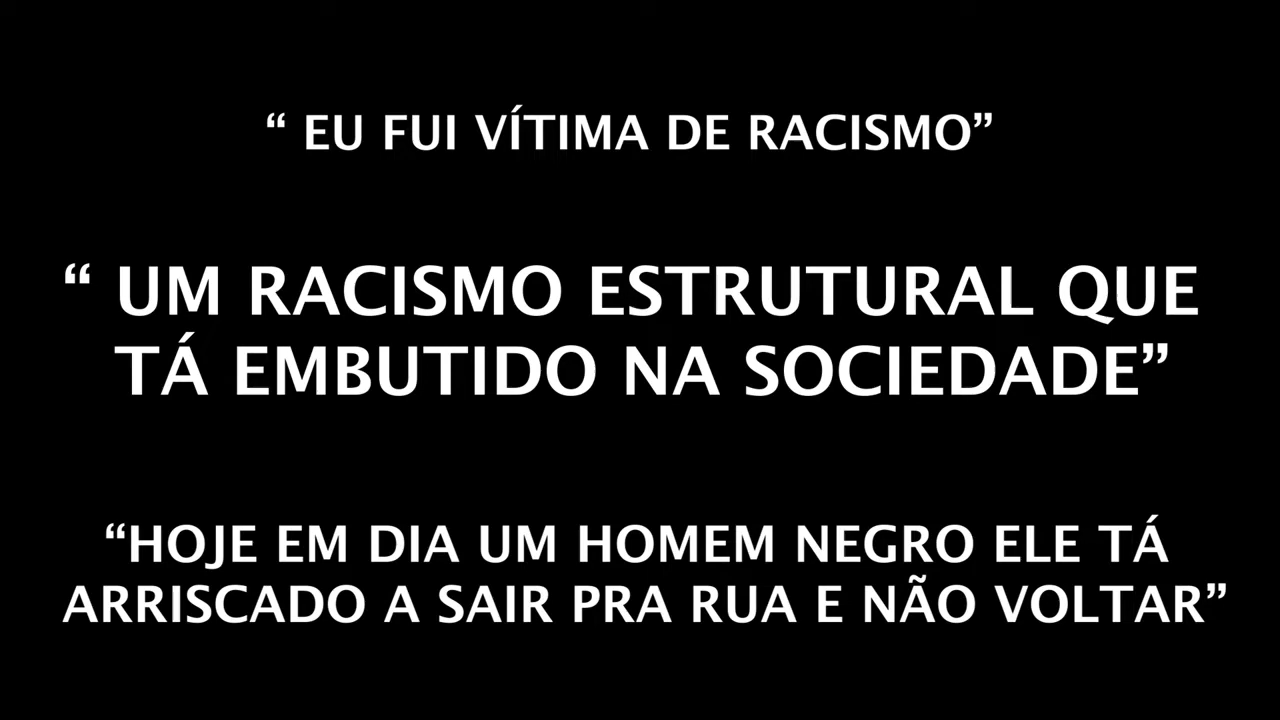 “ EU FUI VÍTIMA DE RACISMO”
“ UM RACISMO ESTRUTURAL QUE
TÁ EMBUTIDO NA SOCIEDADE”
“HOJE EM DIA UM HOMEM NEGRO ELE TÁ
ARRISCADO A SAIR PRA RUA E NÃO VOLTAR”